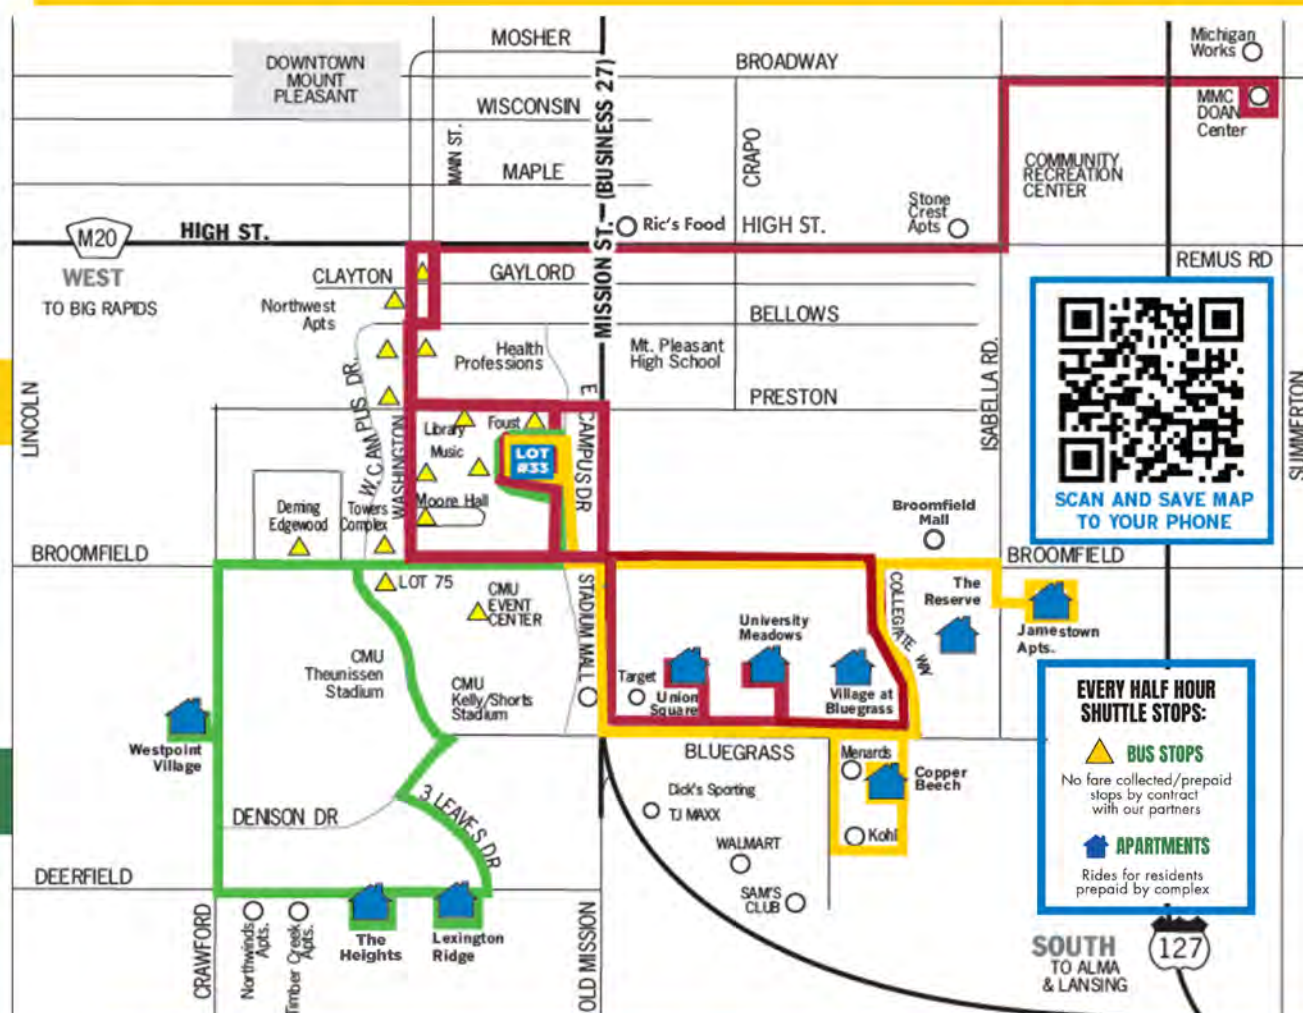 MOSHER
Michigan
Works
DOWNTOWN
MOUNT
PLEASANT
BROADWAY
MMC
DOAN
Center
WISCONSIN
MAIN ST.
MISSION ST. (BUSINESS 27)
CRAPO
COMMUNITY
RECREATION
CENTER
MAPLE
Stone
Crest
Apts
M20
HIGH ST.
Ric's Food
HIGH ST.
WEST
TO BIG RAPIDS
CLAYTON
GAYLORD
REMUS RD
Northwest
Apts
BELLOWS
Health
Professions
Mt. Pleasant
High School
ISABELLA RD.
LINCOLN
W. CAMPUS DR.
PRESTON
SUMMERTON
WASHINGTON
Library
Foust
E CAMPUS DR
Music
LOT
#33
Moore Hall
SCAN AND SAVE MAP
TO YOUR PHONE
Deming
Edgewood
Towers
Complex
Broomfield
Mall
BROOMFIELD
BROOMFIELD
LOT 75
CMU
EVENT
CENTER
STADIUM MALL
COLLEGIATE WY
The
Reserve
University
Meadows
Jamestown
Apts.
CMU
Theunissen
Stadium
CMU
Kelly/Shorts
Stadium
Target
Union
Square
Village at
Bluegrass
EVERY HALF HOUR
SHUTTLE STOPS:
BUS STOPS
No fare collected/prepaid
stops by contract
with our partners
APARTMENTS
Rides for residents
prepaid by complex
Westpoint
Village
BLUEGRASS
Menards
Copper
Beech
Dick's Sporting
TJ MAXX
3 LEAVES DR
DENISON DR
Kohl
WALMART
DEERFIELD
SAM'S
CLUB
CRAWFORD
Northwinds
Apts.
Timber Creek
Apts.
The
Heights
Lexington
Ridge
OLD MISSION
SOUTH
TO ALMA
& LANSING
127